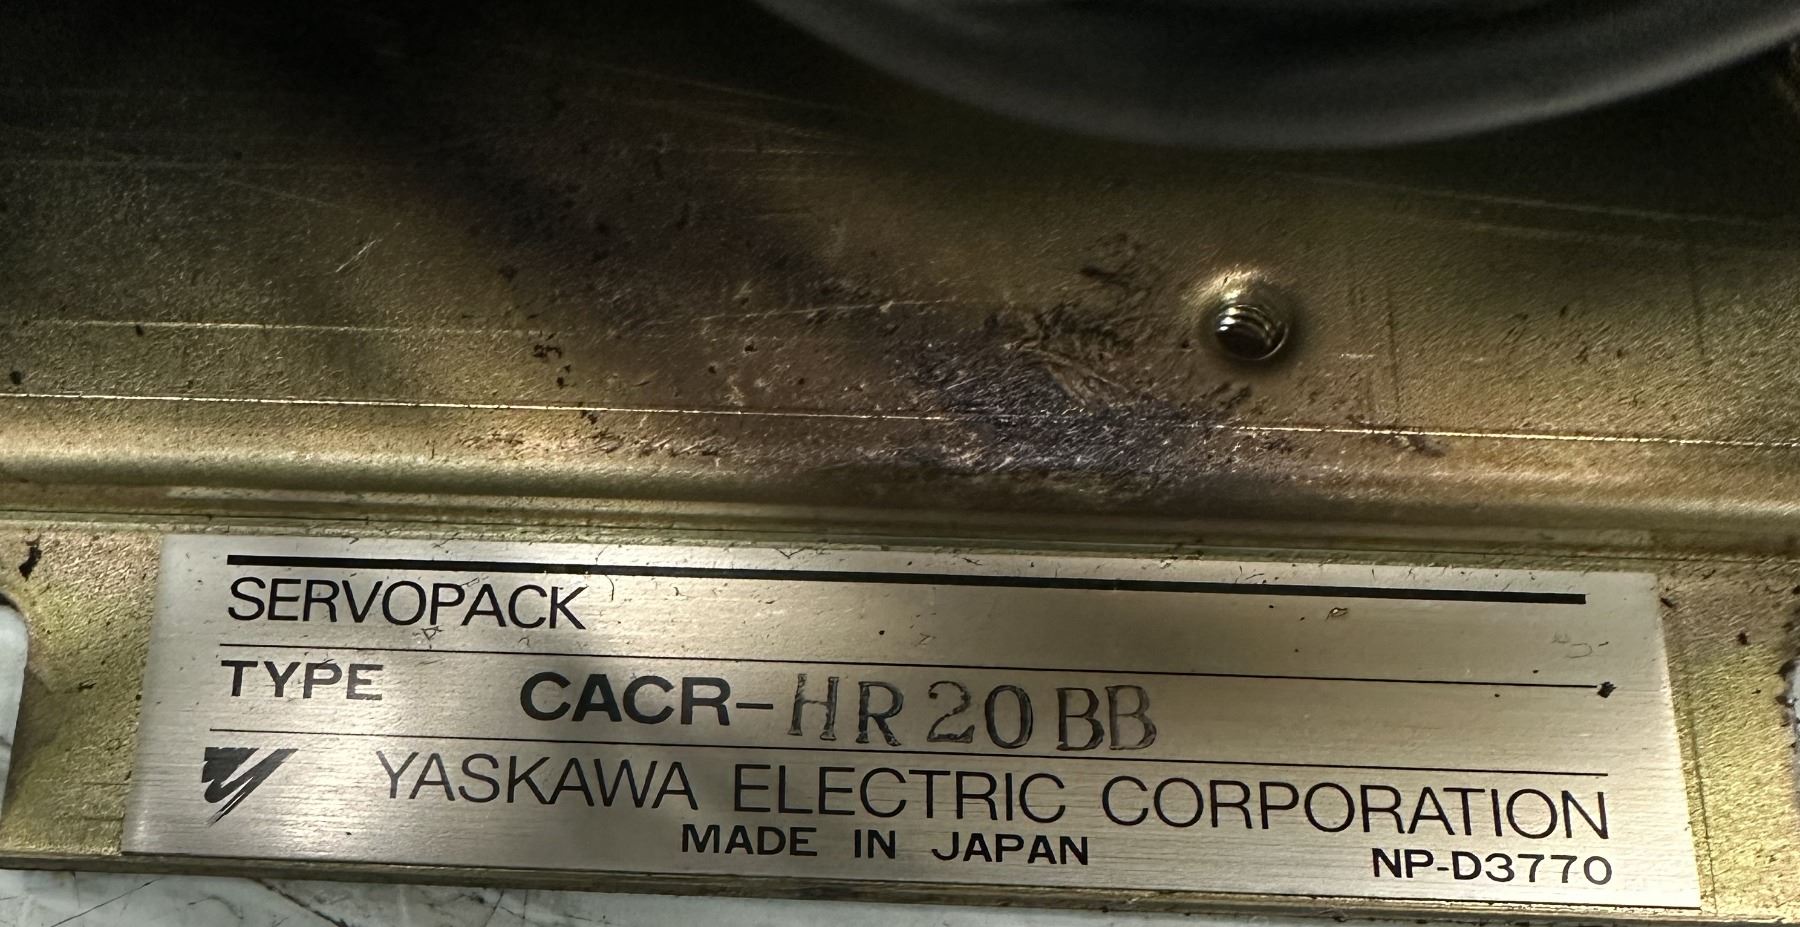 SERVOPACK
TYPE CACR-HR20BB
YASKAWA ELECTRIC CORPORATION
MADE IN JAPAN
NP-D3770